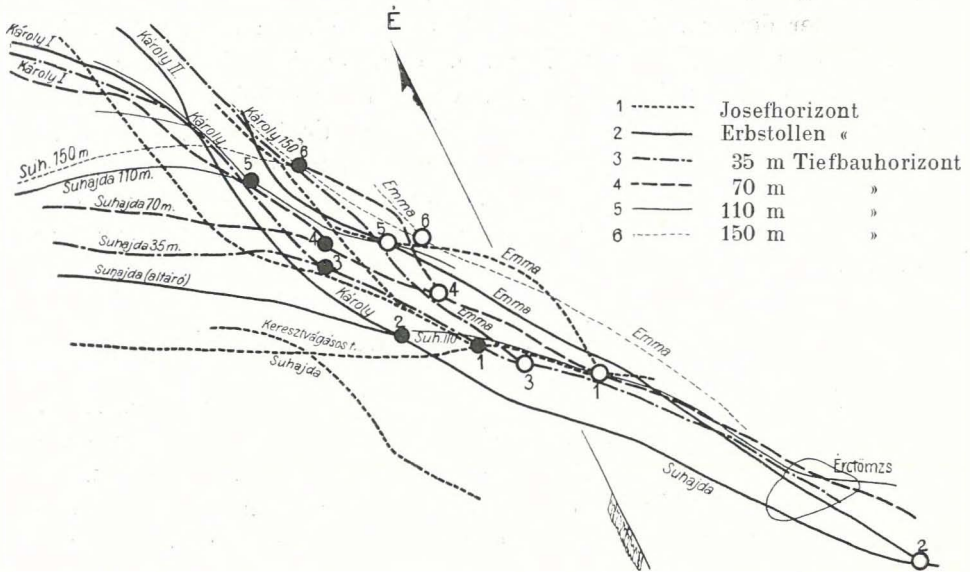 É
Károly I
Károly I
Károly II.
Károly
Károly 150
Suh. 150 m
Suhajda 110 m.
Suhajda 70 m.
Suhajda 35 m.
Suhajda (altáró)
Károly
Keresztvágásos t.
Suhajda
Suh. 110
Emma
Emma
Emma
Emma
Emma
Suhajda
Érctömzs
6
5
4
3
2
1
6
5
4
3
1
2
1 Josefhorizont
2 Erbstollen «
3 35 m Tiefbauhorizont
4 70 m »
5 110 m »
6 150 m »